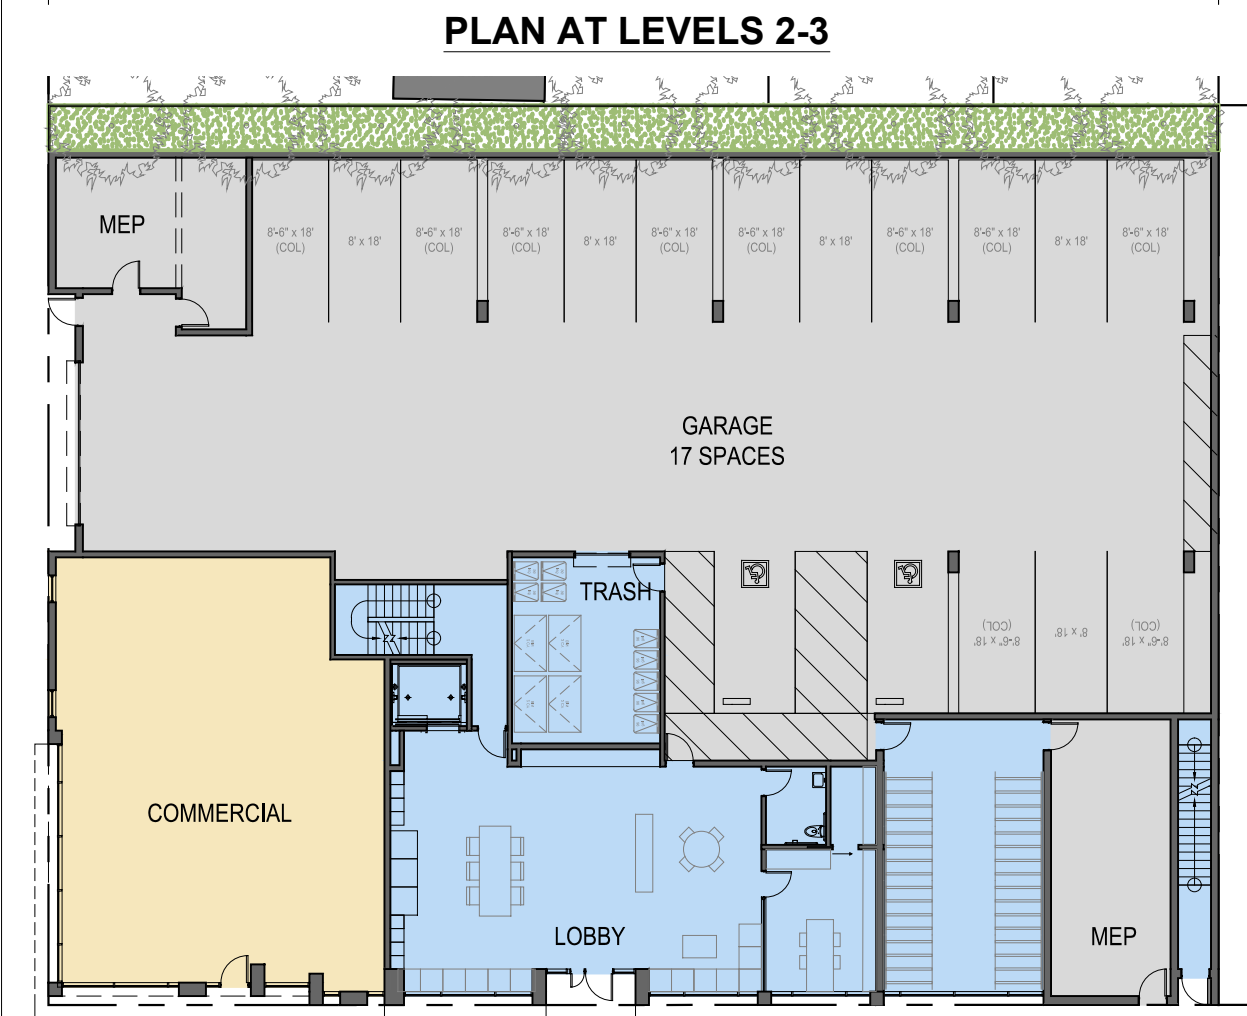 PLAN AT LEVELS 2-3
MEP
8'-6" x 18'
(COL)
8' x 18'
8'-6" x 18'
(COL)
8'-6" x 18'
(COL)
8' x 18'
8'-6" x 18'
(COL)
8'-6" x 18'
(COL)
8' x 18'
8'-6" x 18'
(COL)
8'-6" x 18'
(COL)
8' x 18'
8'-6" x 18'
(COL)
GARAGE
17 SPACES
TRASH
8'-6" x 18'
(COL)
8' x 18'
8'-6" x 18'
(COL)
COMMERCIAL
LOBBY
MEP